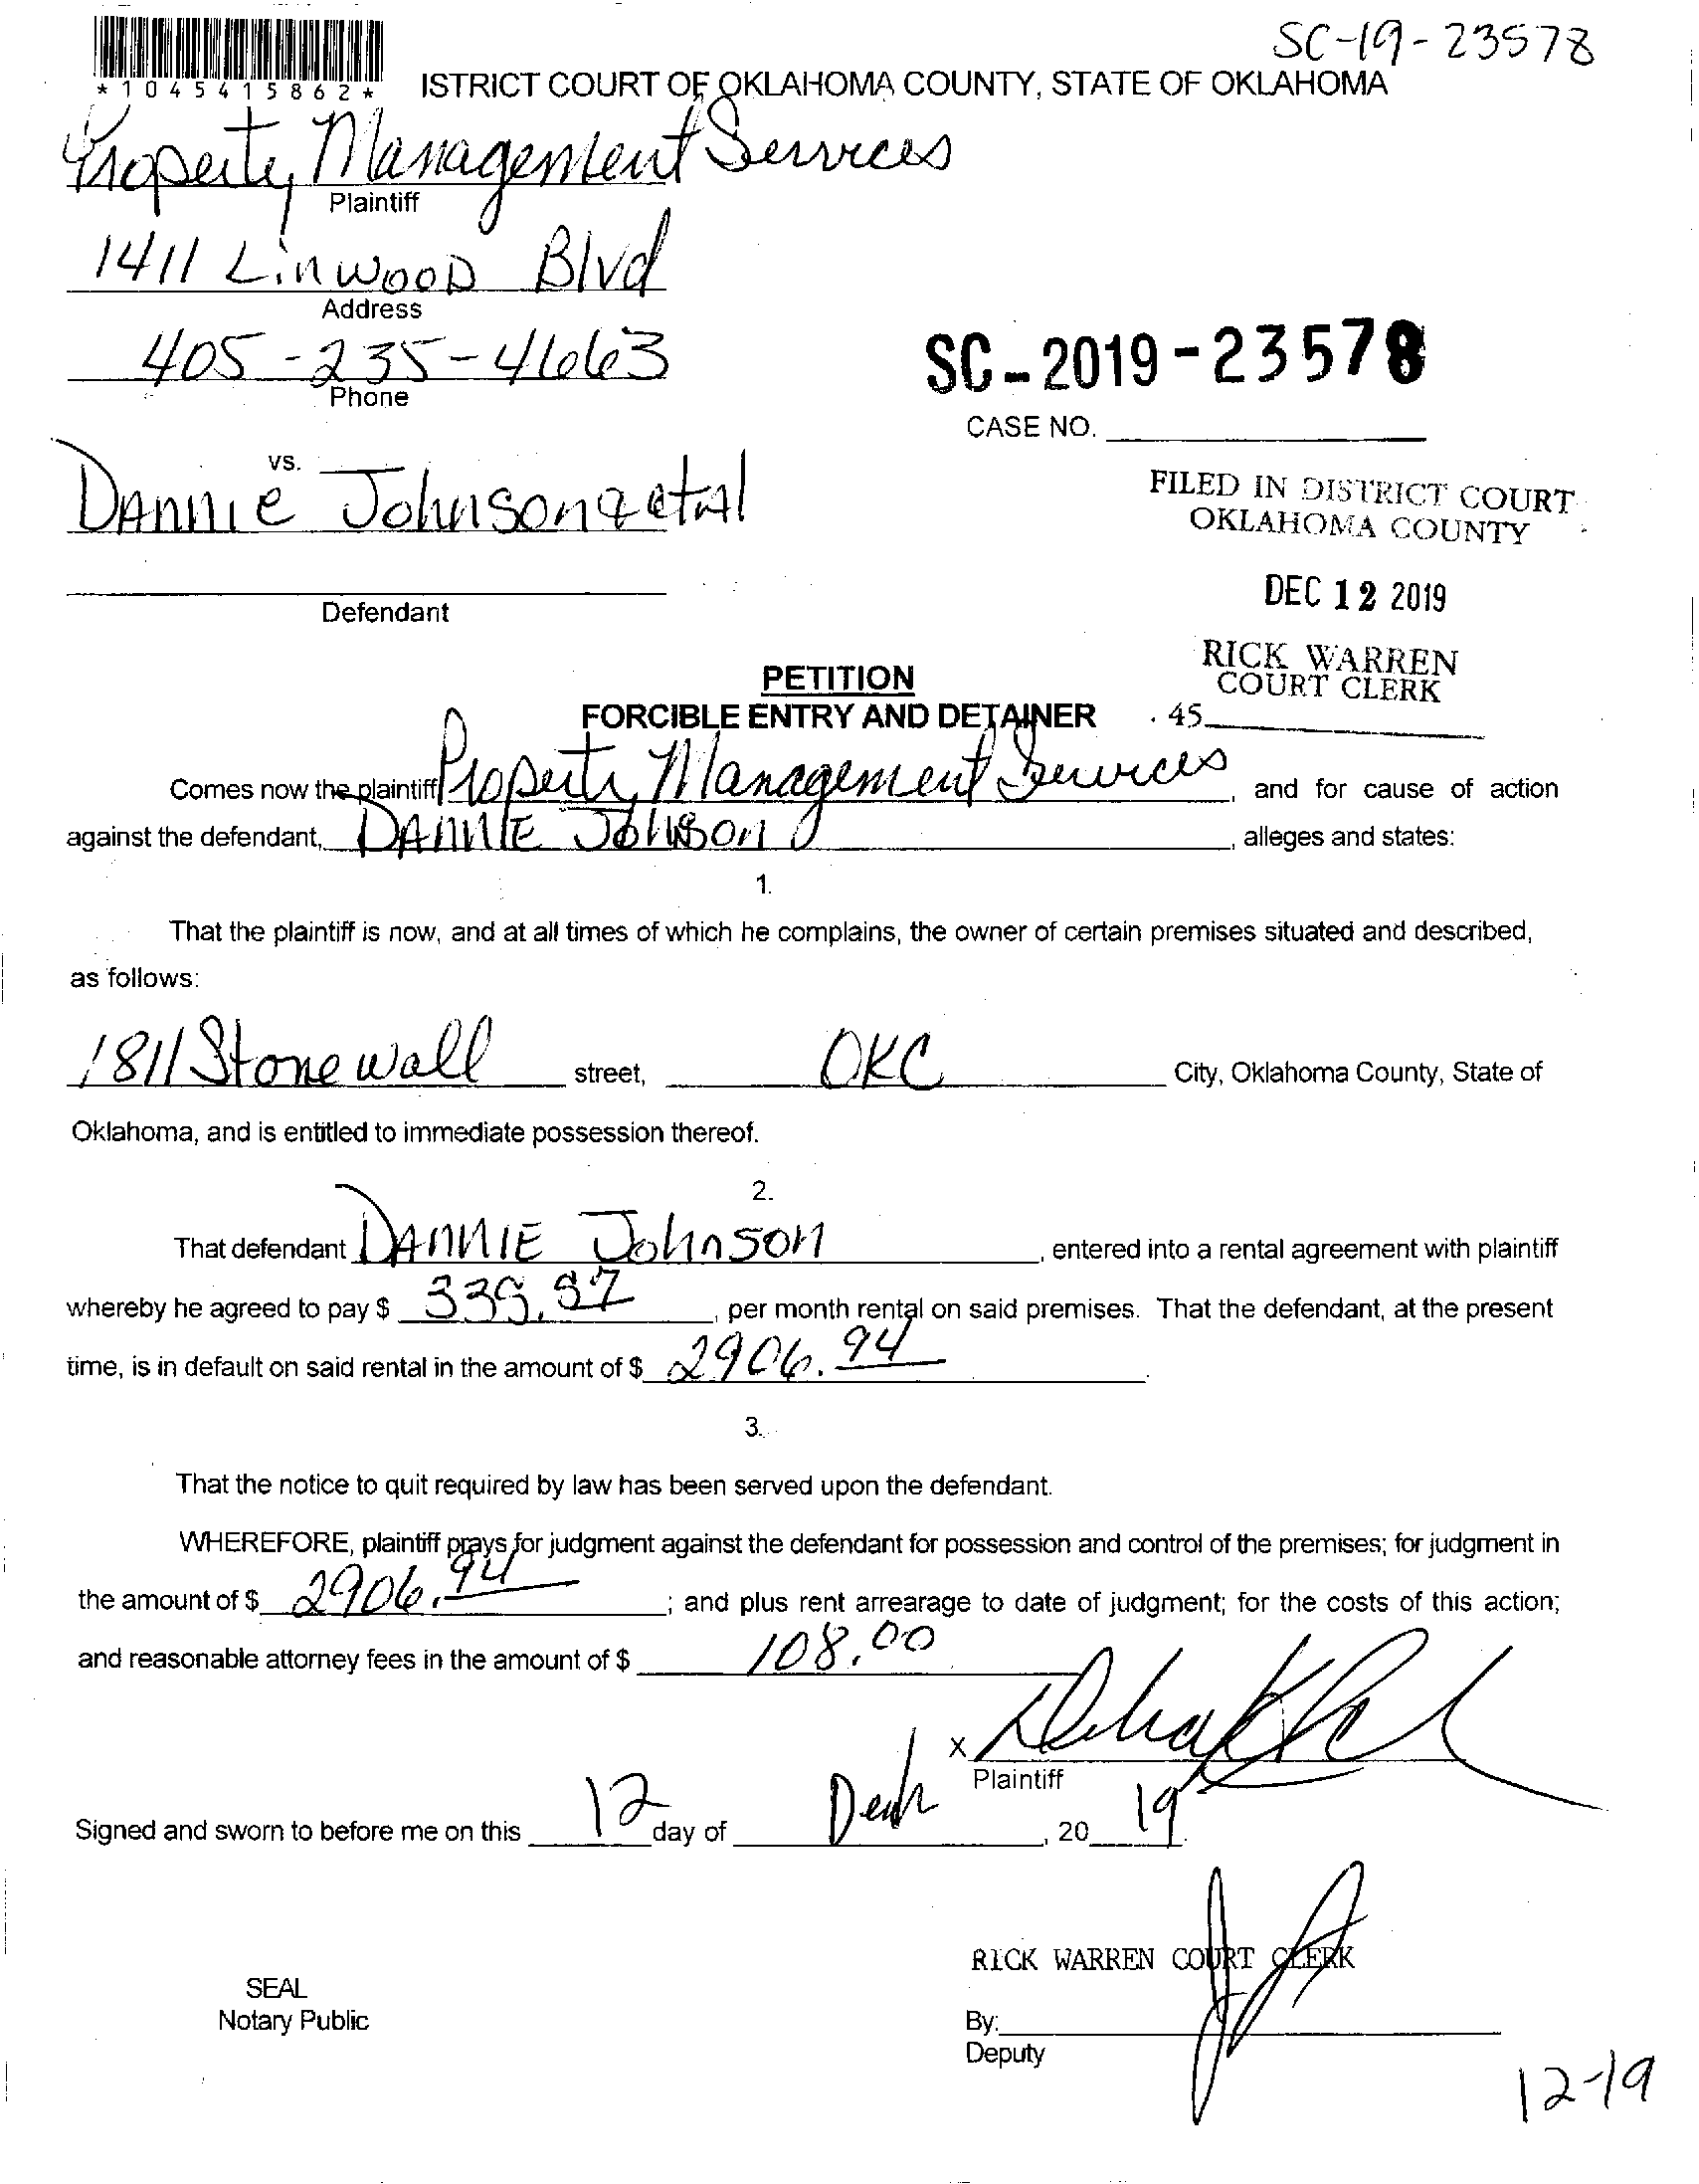 SC-19-23578
*1045415862*
ISTRICT COURT OF OKLAHOMA COUNTY, STATE OF OKLAHOMA
Property Management Services
Plaintiff
1411 Linwood Blvd
Address
405-235-4663
Phone
SC-2019-23578
CASE NO.
vs.
Dannie Johnson & etal
FILED IN DISTRICT COURT
OKLAHOMA COUNTY
DEC 12 2019
Defendant
RICK WARREN
COURT CLERK
PETITION
FORCIBLE ENTRY AND DETAINER
45
Comes now the plaintiff Property Management Services, and for cause of action
against the defendant, DANNIE Johnson, alleges and states:
1.
That the plaintiff is now, and at all times of which he complains, the owner of certain premises situated and described,
as follows:
1811 Stonewall street, OKC City, Oklahoma County, State of
Oklahoma, and is entitled to immediate possession thereof.
2.
That defendant DANNIE Johnson, entered into a rental agreement with plaintiff
whereby he agreed to pay $ , per month rental on said premises. That the defendant, at the present
time, is in default on said rental in the amount of $ 2906.94.
3.
That the notice to quit required by law has been served upon the defendant.
WHEREFORE, plaintiff prays for judgment against the defendant for possession and control of the premises; for judgment in
the amount of $ 2906.94; and plus rent arrearage to date of judgment; for the costs of this action;
and reasonable attorney fees in the amount of $ 108.00
x
Plaintiff
Signed and sworn to before me on this 12 day of , 2019.
RICK WARREN COURT CLERK
SEAL
Notary Public
By:
Deputy
12-19